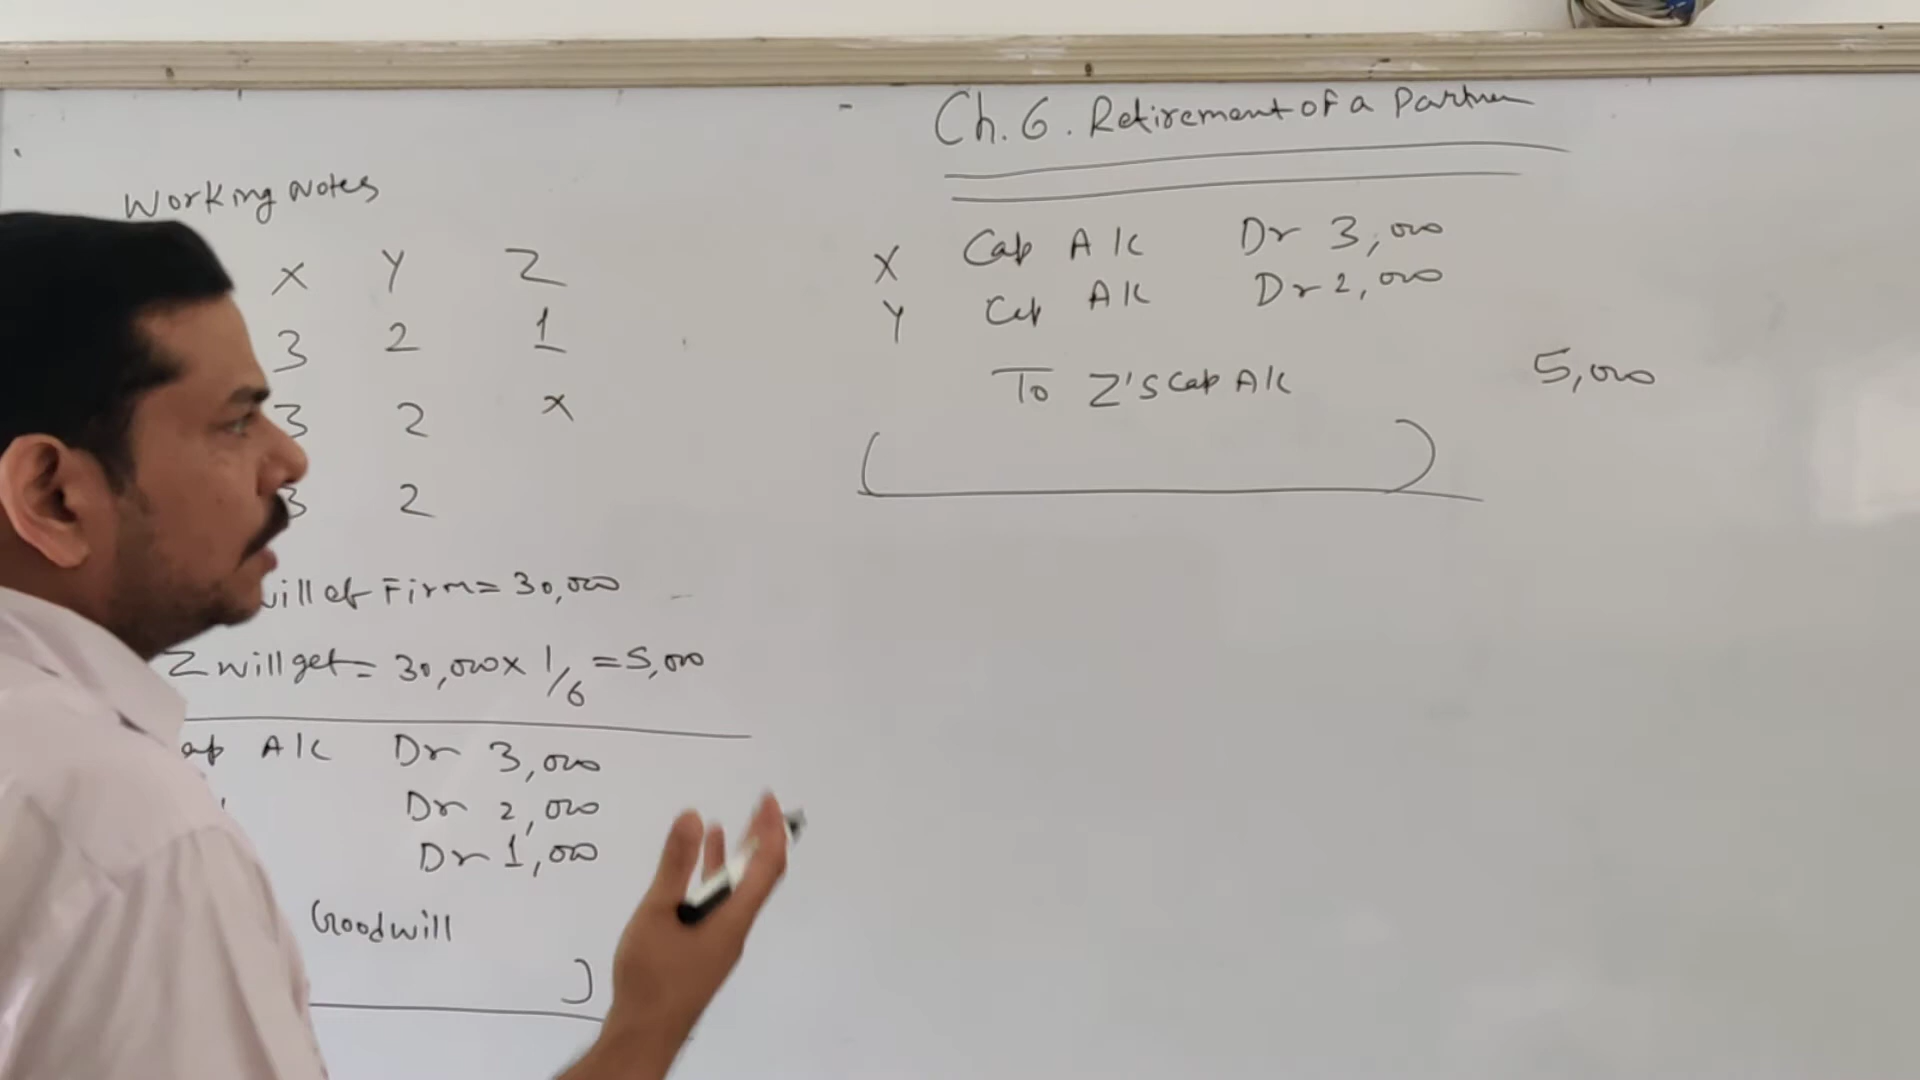 Ch. 6. Retirement of a Partner
Working Notes
X Y Z
3 2 1
3 2 x
3 2
will of Firm = 30,000
Z will get = 30,000 x 1/6 = 5,000
ap A/c Dr 3,000
Dr 2,000
Dr 1,000
Goodwill
)
X Cap A/c Dr 3,000
Y Cap A/c Dr 2,000
To Z's Cap A/c 5,000
( )